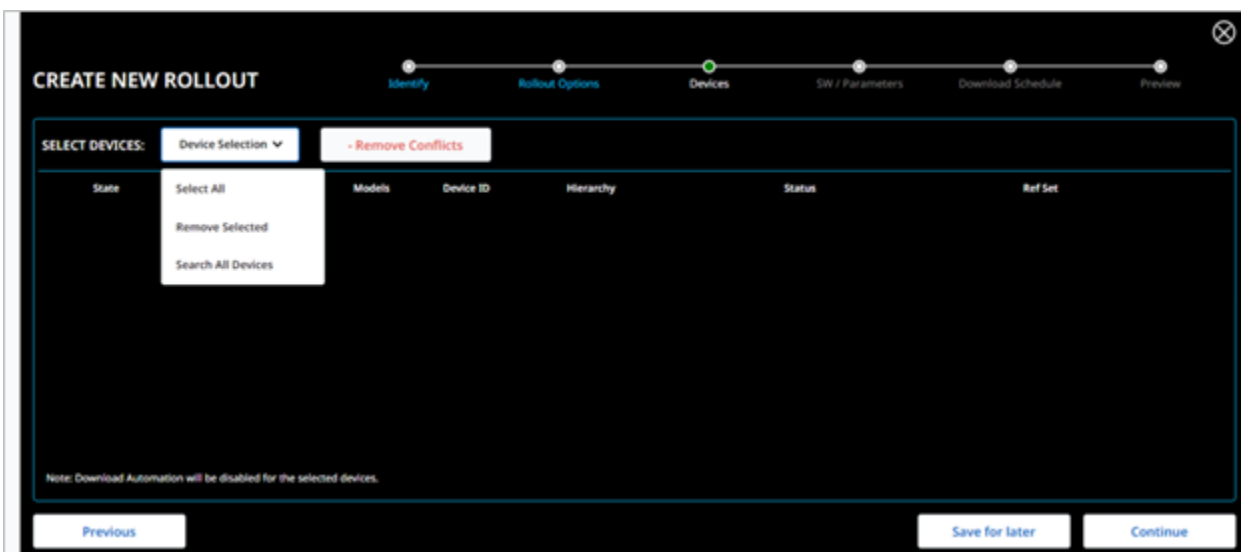 CREATE NEW ROLLOUT
Identify
Rollout Options
Devices
SW / Parameters
Download Schedule
Preview
SELECT DEVICES:
Device Selection
- Remove Conflicts
State
Models
Device ID
Hierarchy
Status
Ref Set
Select All
Remove Selected
Search All Devices
Note: Download Automation will be disabled for the selected devices.
Previous
Save for later
Continue